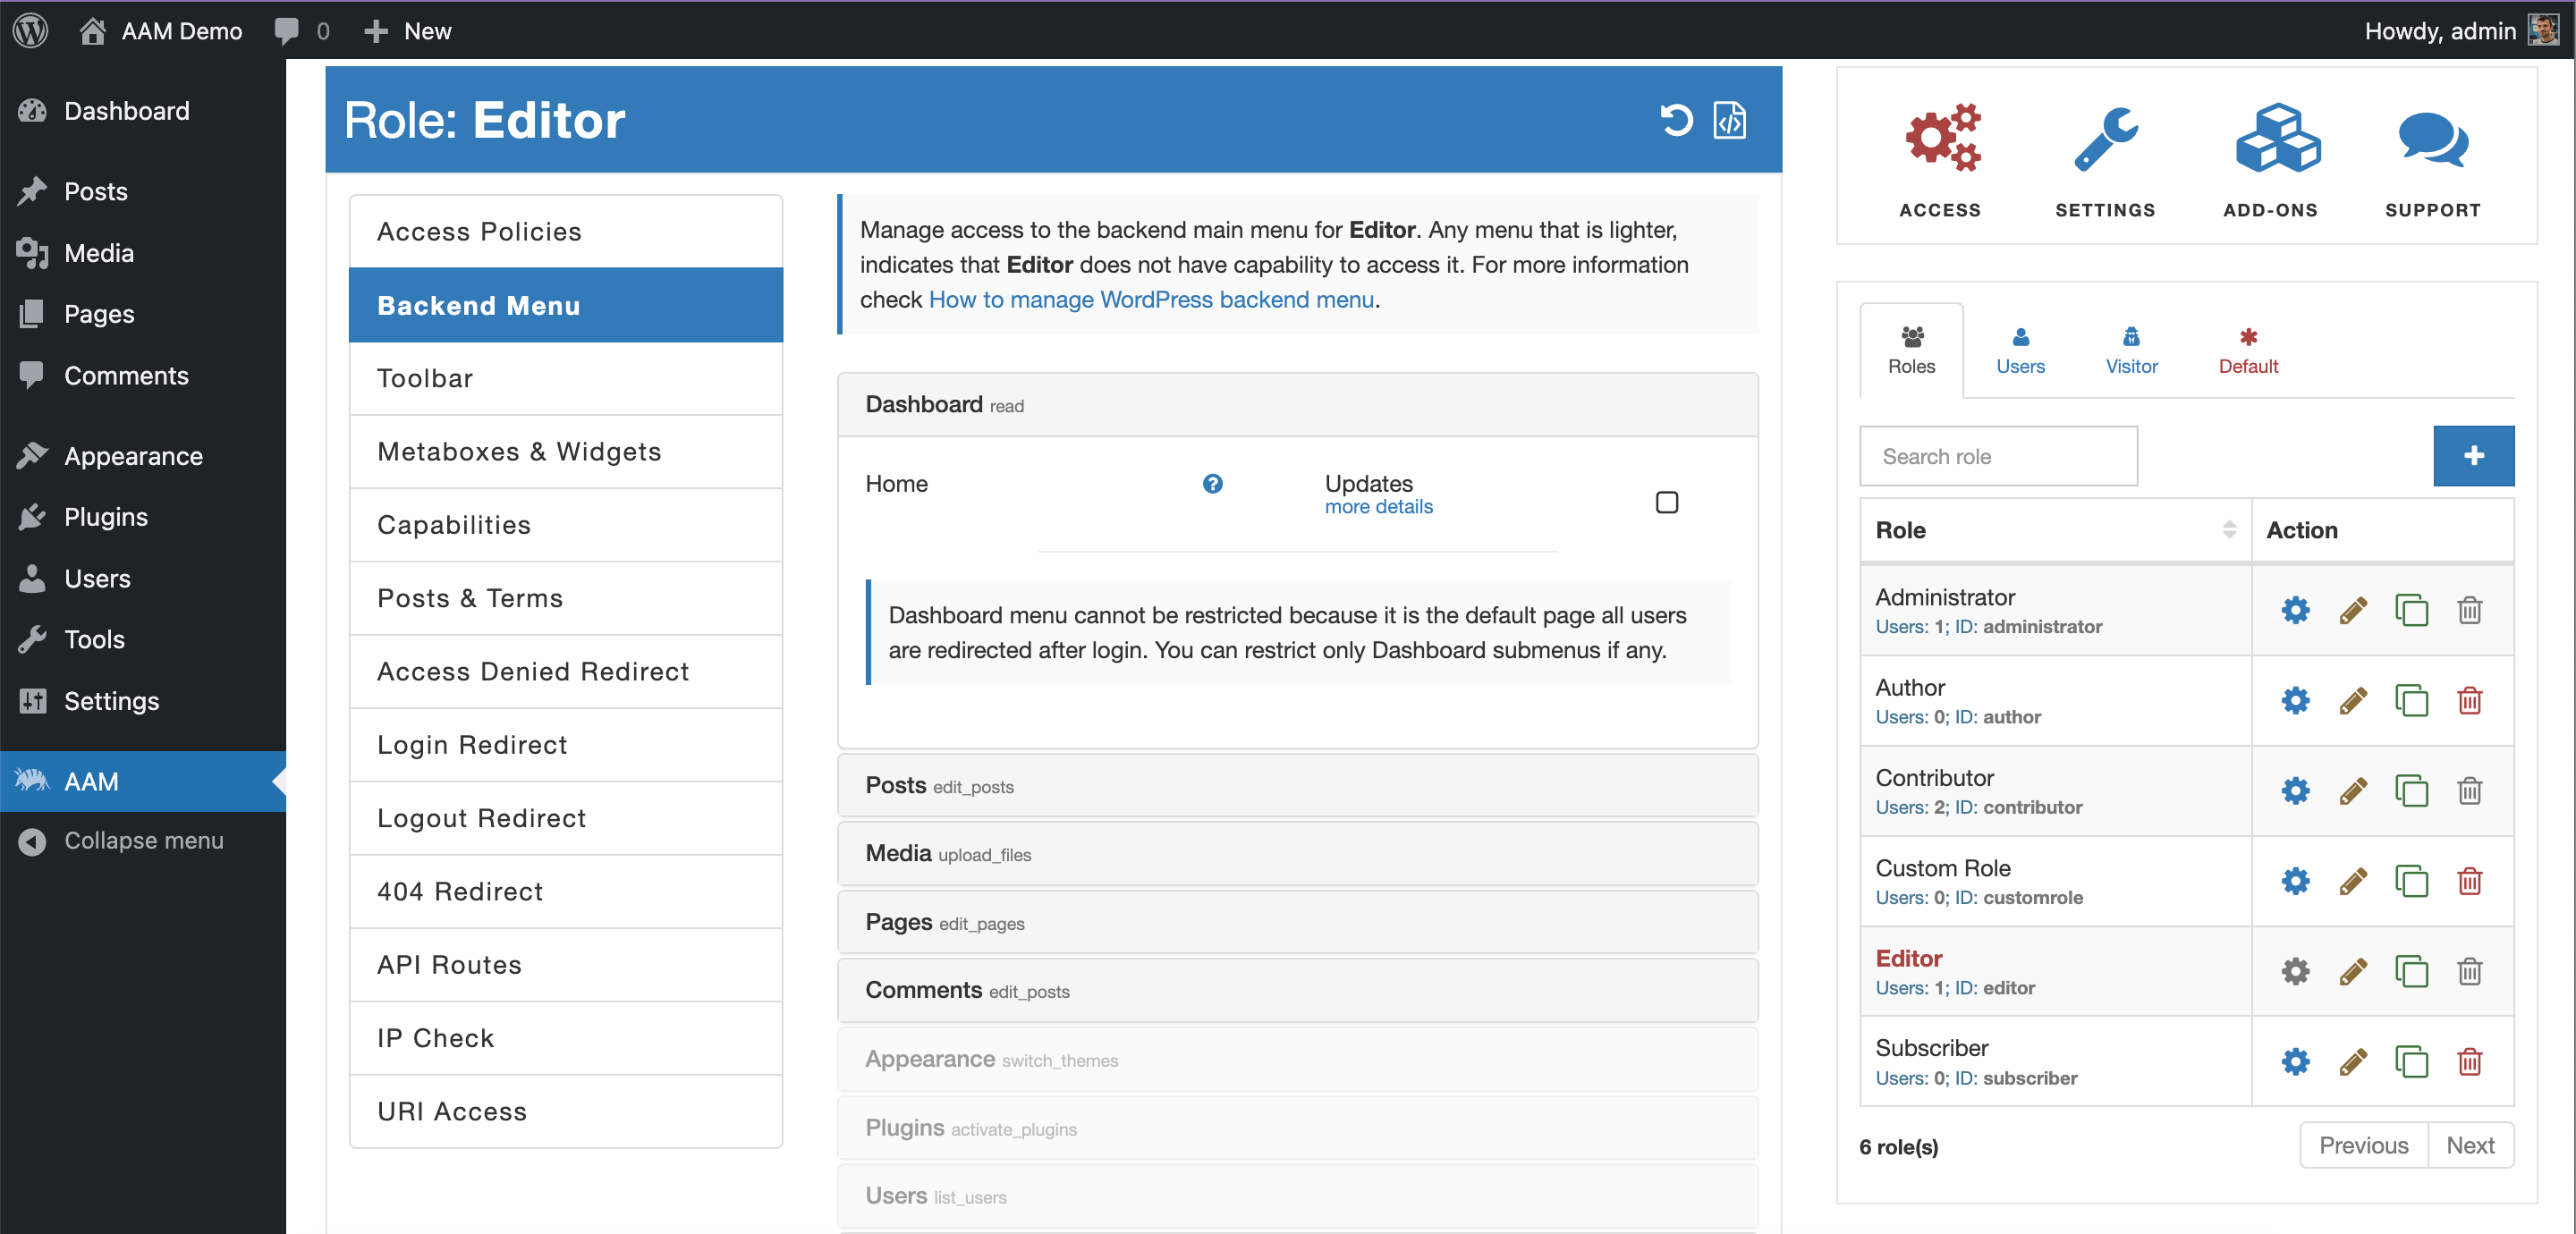 AAM Demo 0 New Howdy, admin
Dashboard
Posts
Media
Pages
Comments
Appearance
Plugins
Users
Tools
Settings
AAM
Collapse menu
Role: Editor
Access Policies
Backend Menu
Toolbar
Metaboxes & Widgets
Capabilities
Posts & Terms
Access Denied Redirect
Login Redirect
Logout Redirect
404 Redirect
API Routes
IP Check
URI Access
Manage access to the backend main menu for Editor. Any menu that is lighter,
indicates that Editor does not have capability to access it. For more information
check How to manage WordPress backend menu.
Dashboard read
Home
Updates
more details
Dashboard menu cannot be restricted because it is the default page all users
are redirected after login. You can restrict only Dashboard submenus if any.
Posts edit_posts
Media upload_files
Pages edit_pages
Comments edit_posts
Appearance switch_themes
Plugins activate_plugins
Users list_users
ACCESS SETTINGS ADD-ONS SUPPORT
Roles Users Visitor Default
Search role
Role Action
Administrator
Users: 1; ID: administrator
Author
Users: 0; ID: author
Contributor
Users: 2; ID: contributor
Custom Role
Users: 0; ID: customrole
Editor
Users: 1; ID: editor
Subscriber
Users: 0; ID: subscriber
6 role(s) Previous Next